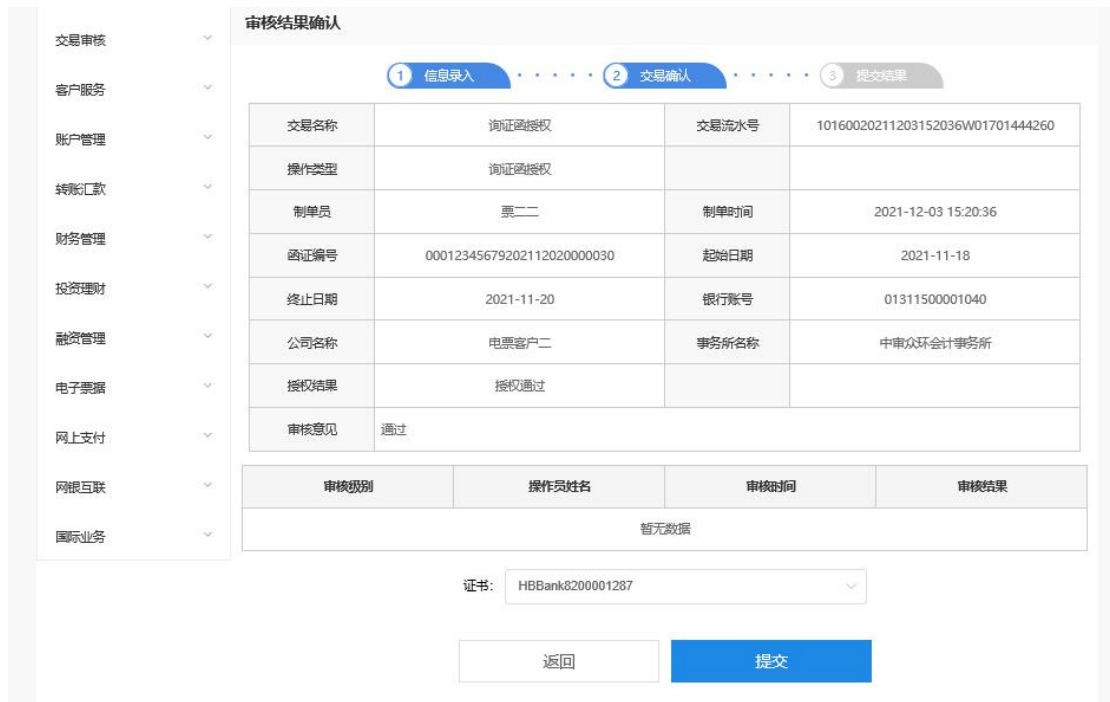 审核结果确认
交易审核
客户服务
账户管理
转账汇款
财务管理
投资理财
融资管理
电子票据
网上支付
网银互联
国际业务
1 信息录入 2 交易确认 3 提交结果
交易名称 询证函授权 交易流水号 10160020211203152036W01701444260
操作类型 询证函授权
制单员 票二二 制单时间 2021-12-03 15:20:36
函证编号 00012345679202112020000030 起始日期 2021-11-18
终止日期 2021-11-20 银行账号 01311500001040
公司名称 电票客户二 事务所名称 中审众环会计事务所
授权结果 授权通过
审核意见 通过
审核级别 操作员姓名 审核时间 审核结果
暂无数据
证书: HBBank8200001287
返回 提交